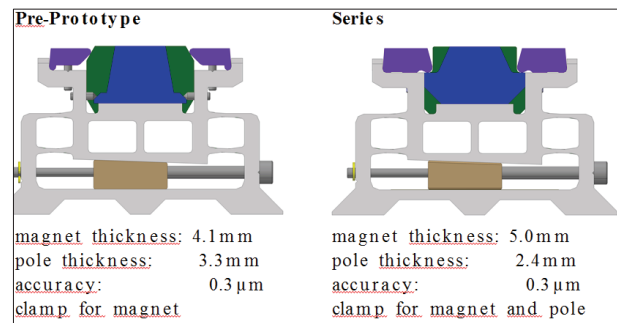 Pre-Prototype
magnet thickness: 4.1mm
pole thickness: 3.3mm
accuracy: 0.3µm
clamp for magnet
Series
magnet thickness: 5.0mm
pole thickness: 2.4mm
accuracy: 0.3µm
clamp for magnet and pole